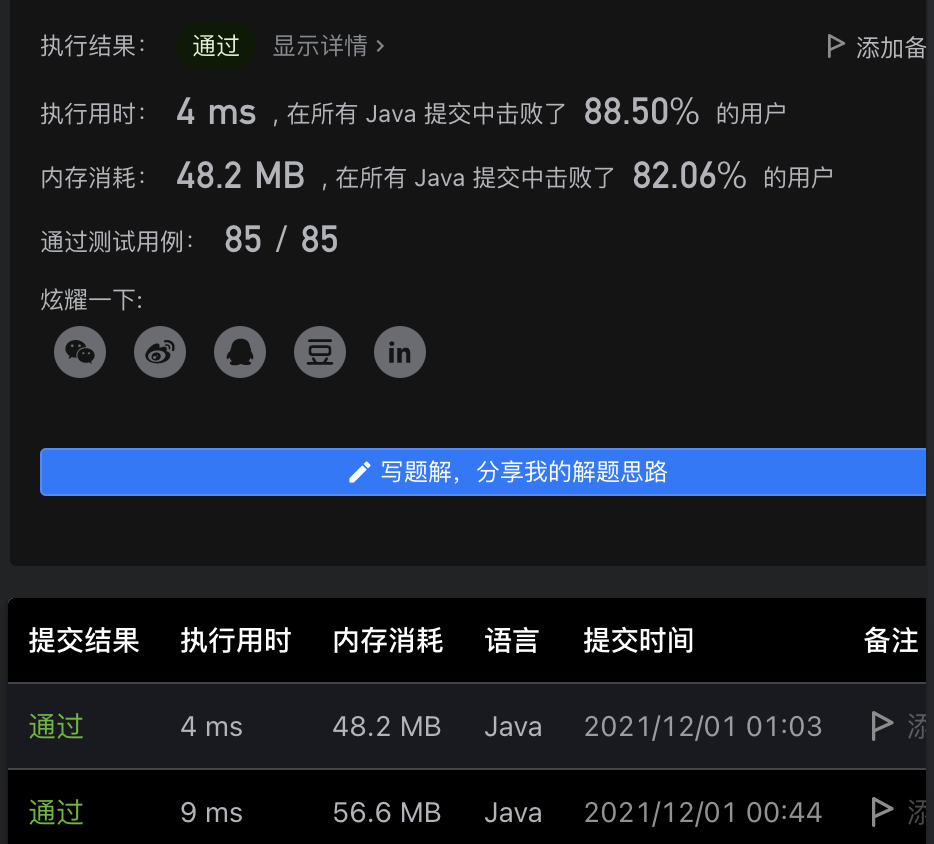 执行结果： 通过 显示详情 > 添加备
执行用时： 4 ms , 在所有 Java 提交中击败了 88.50% 的用户
内存消耗： 48.2 MB , 在所有 Java 提交中击败了 82.06% 的用户
通过测试用例： 85 / 85
炫耀一下:
豆 in
写题解，分享我的解题思路
提交结果 执行用时 内存消耗 语言 提交时间 备注
通过 4 ms 48.2 MB Java 2021/12/01 01:03 添
通过 9 ms 56.6 MB Java 2021/12/01 00:44 添